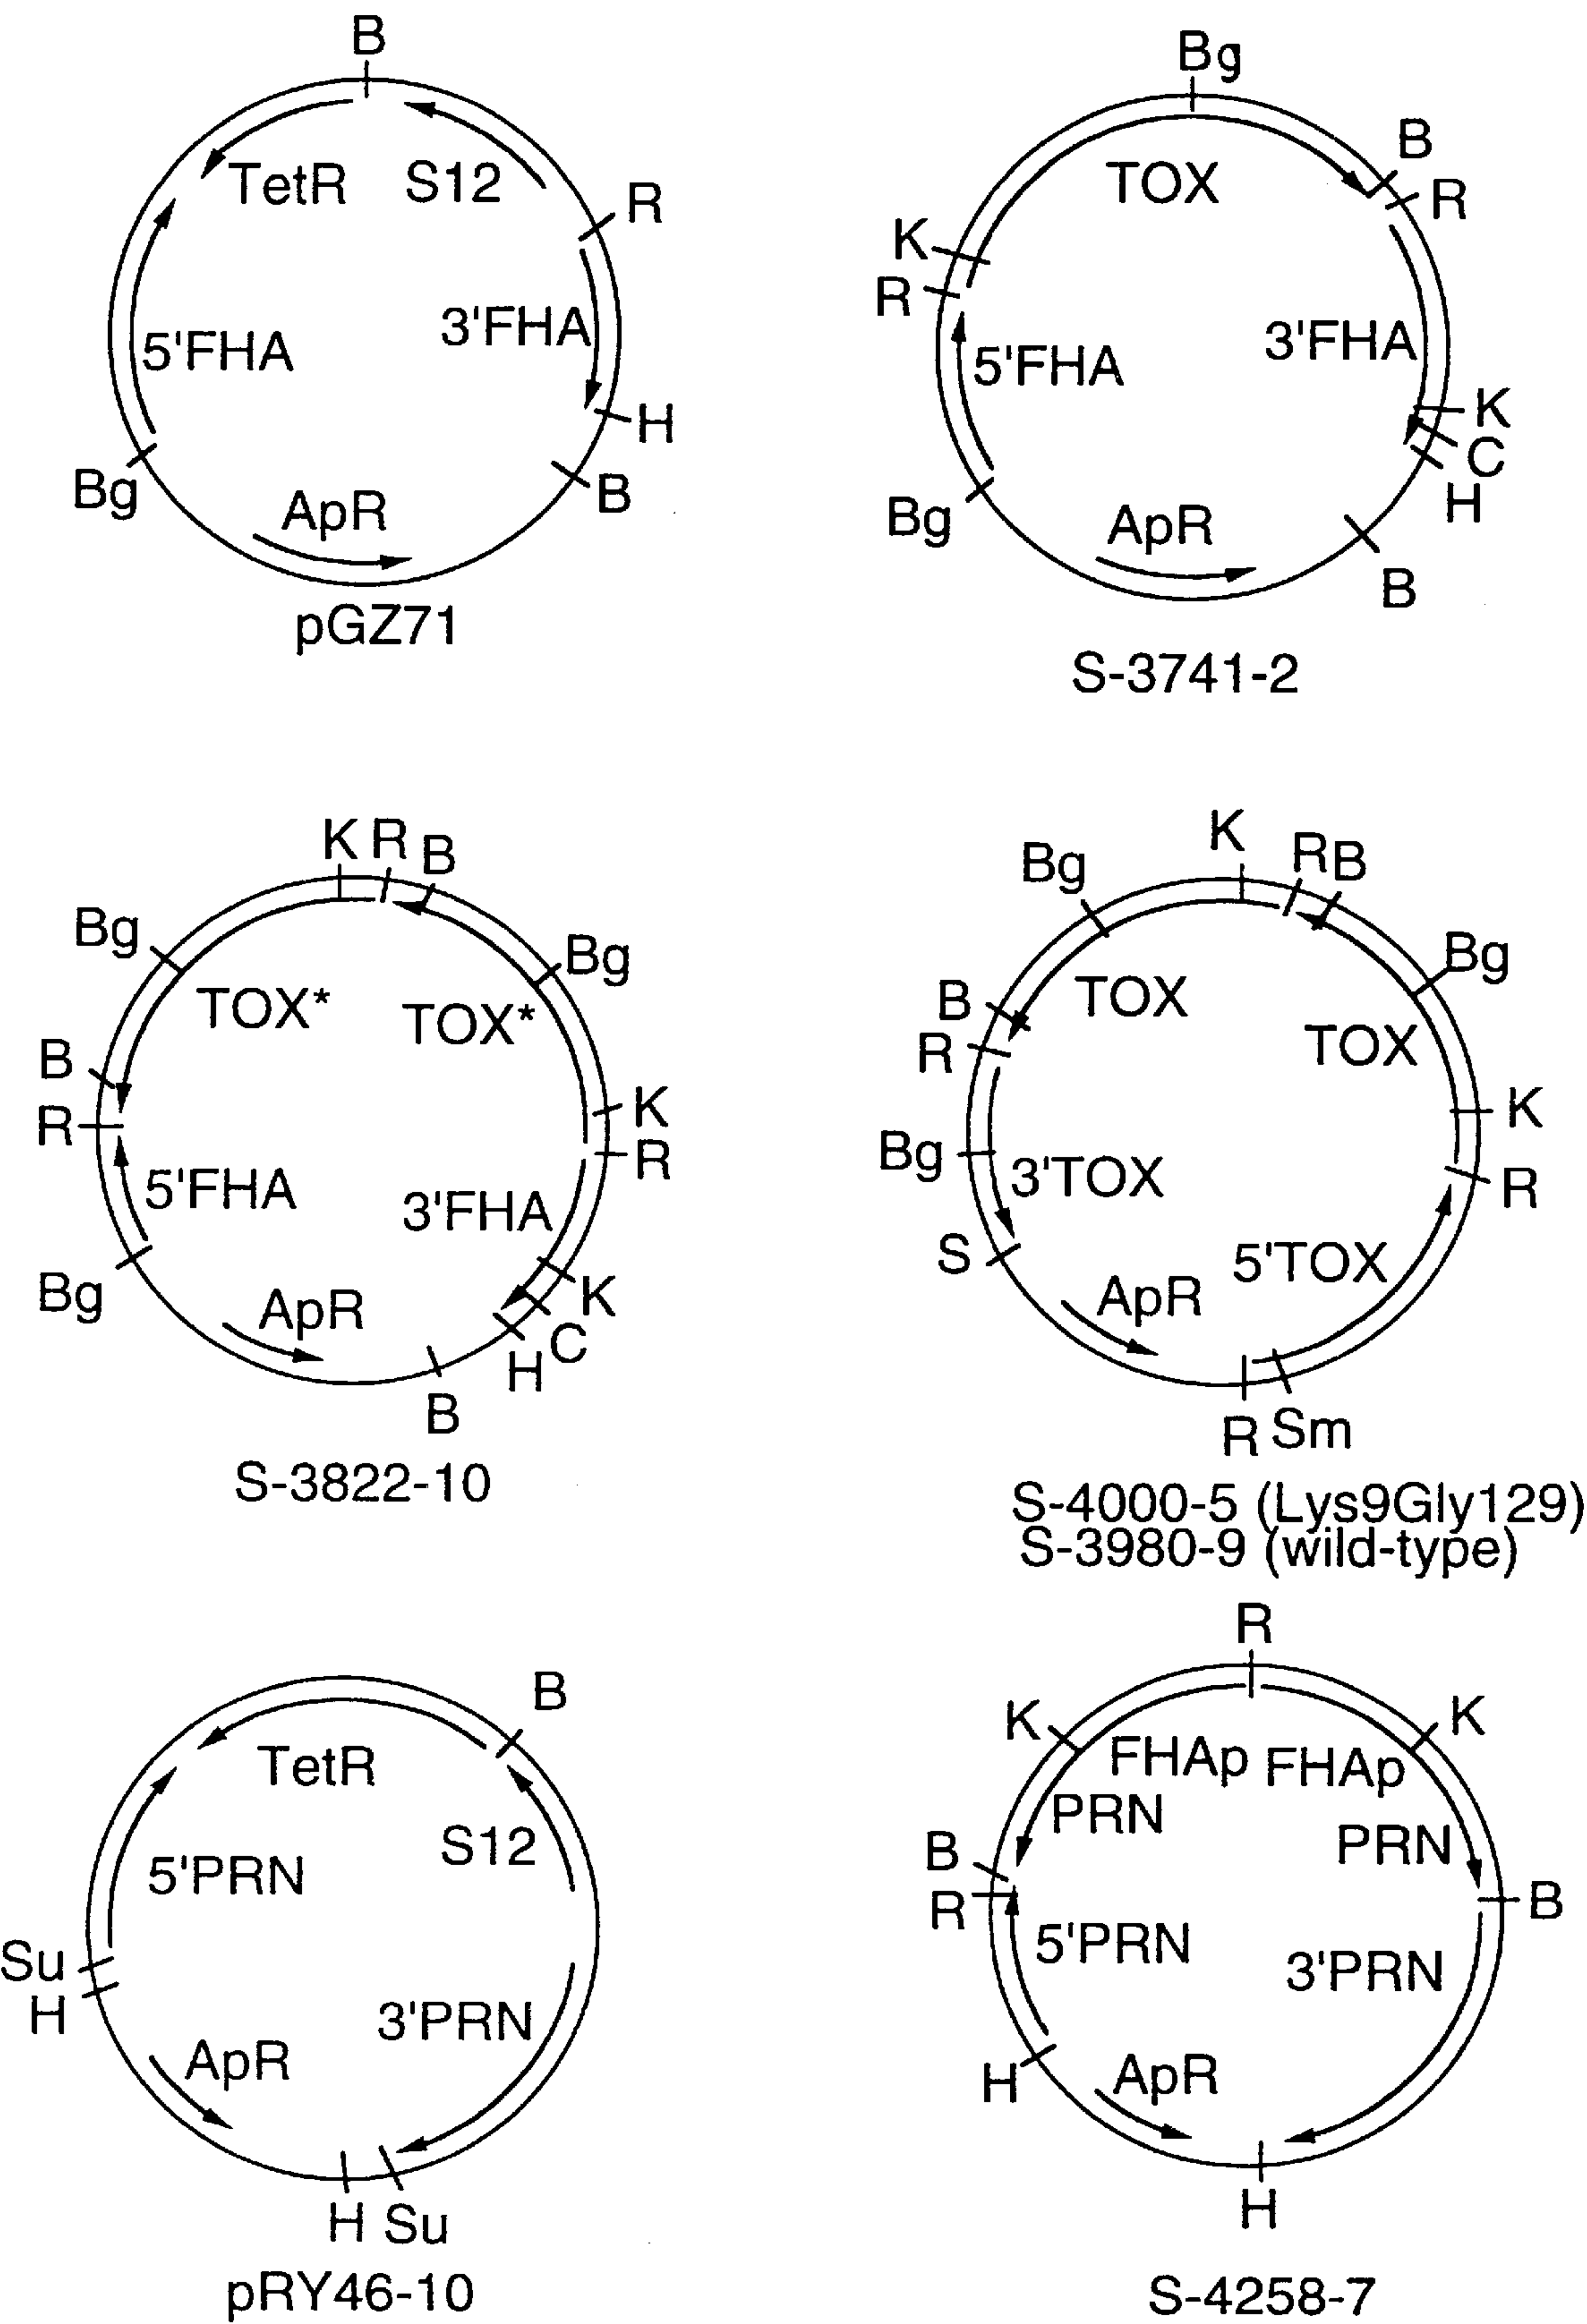 B
TetR S12
R
5'FHA 3'FHA
H
B
Bg
ApR
pGZ71
Bg
B
R
TOX
K
R
5'FHA 3'FHA
K
C
H
Bg
ApR
B
S-3741-2
K R B
Bg
Bg
TOX*
TOX*
B
R
K
R
5'FHA
3'FHA
K
C
H
Bg
ApR
B
S-3822-10
K
R B
Bg
Bg
TOX
TOX
B
R
K
R
Bg
3'TOX
S
5'TOX
ApR
R Sm
S-4000-5 (Lys9Gly129)
S-3980-9 (wild-type)
B
TetR
S12
5'PRN
Su
H
3'PRN
ApR
H Su
pRY46-10
R
K
K
FHAp FHAp
PRN
PRN
B
R
B
5'PRN
3'PRN
H
ApR
H
S-4258-7